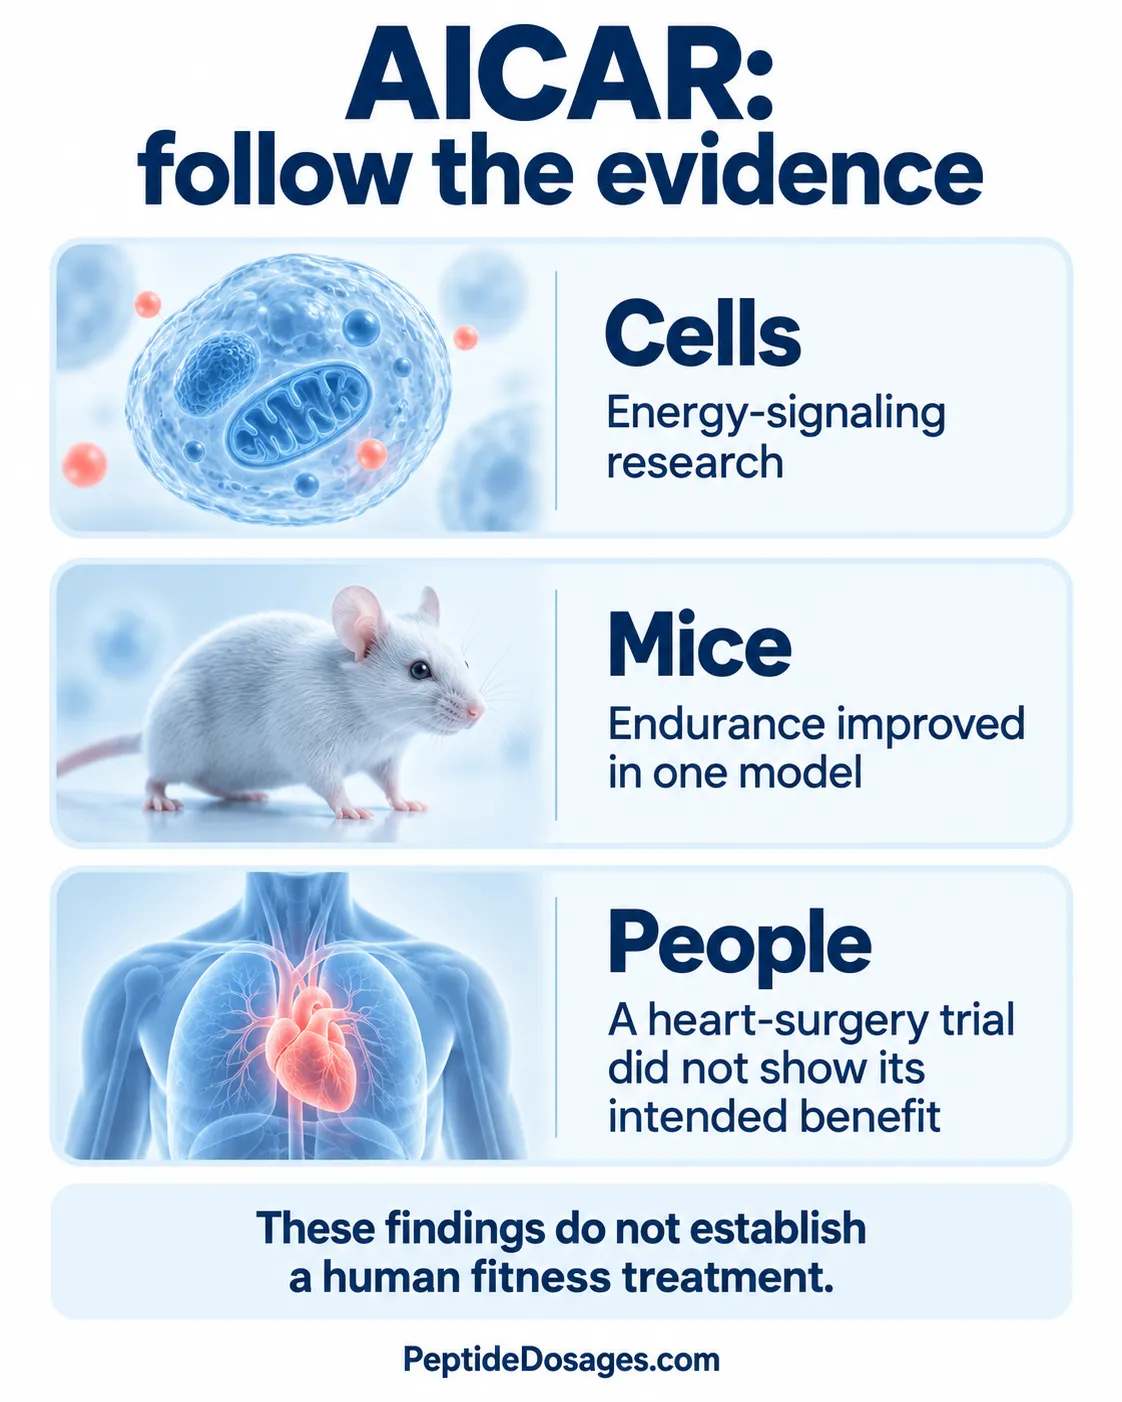 AICAR:
follow the evidence
Cells
Energy-signaling
research
Mice
Endurance improved
in one model
People
A heart-surgery trial
did not show its
intended benefit
These findings do not establish
a human fitness treatment.
PeptideDosages.com